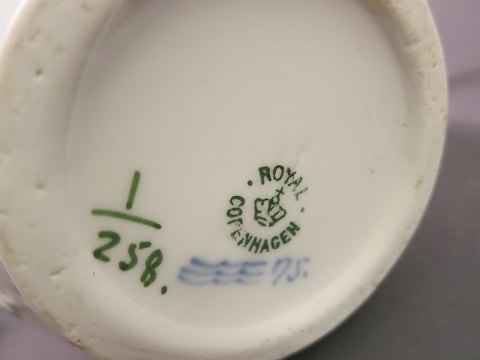 1
258.
ROYAL
COPENHAGEN
75.